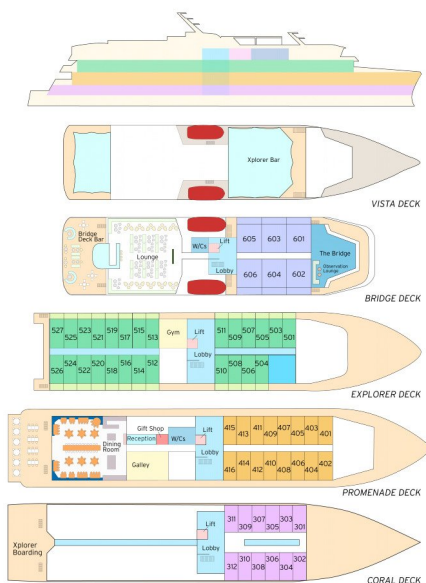 Xplorer Bar
VISTA DECK
Bridge
Deck Bar
Lounge
W/Cs
Lift
Lobby
605 603 601
606 604 602
The Bridge
Observation
Lounge
BRIDGE DECK
527 523 519 515
525 521 517 513
Gym
Lift
Lobby
511 507 503
509 505 501
524 520 516 512
526 522 518 514
508 504
510 506
EXPLORER DECK
Dining
Room
Gift Shop
Reception
W/Cs
Galley
Lift
Lobby
415 411 407 403
413 409 405 401
414 410 406 402
416 412 408 404
PROMENADE DECK
Xplorer
Boarding
Lift
Lobby
311 307 303
309 305 301
310 306 302
312 308 304
CORAL DECK